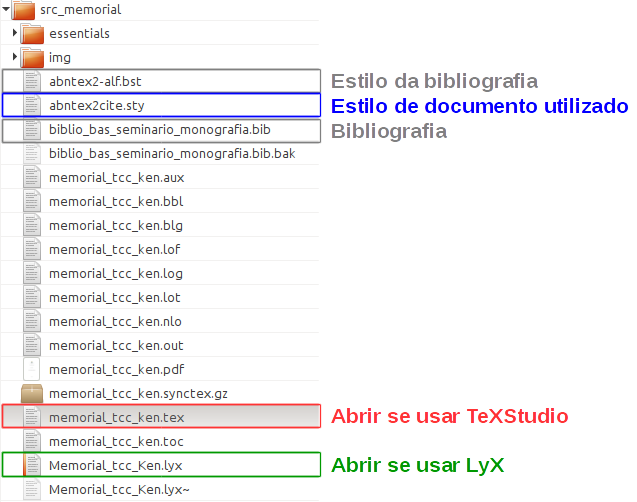 src_memorial
essentials
img
abntex2-alf.bst Estilo da bibliografia
abntex2cite.sty Estilo de documento utilizado
biblio_bas_seminario_monografia.bib Bibliografia
biblio_bas_seminario_monografia.bib.bak
memorial_tcc_ken.aux
memorial_tcc_ken.bbl
memorial_tcc_ken.blg
memorial_tcc_ken.lof
memorial_tcc_ken.log
memorial_tcc_ken.lot
memorial_tcc_ken.nlo
memorial_tcc_ken.out
memorial_tcc_ken.pdf
memorial_tcc_ken.synctex.gz
memorial_tcc_ken.tex Abrir se usar TeXStudio
memorial_tcc_ken.toc
Memorial_tcc_Ken.lyx Abrir se usar LyX
Memorial_tcc_Ken.lyx~